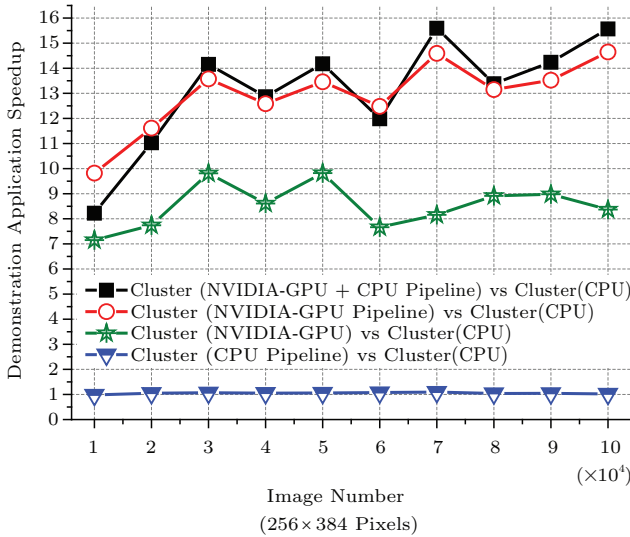 Demonstration Application Speedup
16
15
14
13
12
11
10
9
8
7
6
5
4
3
2
1
0
Cluster (NVIDIA-GPU + CPU Pipeline) vs Cluster(CPU)
Cluster (NVIDIA-GPU Pipeline) vs Cluster(CPU)
Cluster (NVIDIA-GPU) vs Cluster(CPU)
Cluster (CPU Pipeline) vs Cluster(CPU)
1 2 3 4 5 6 7 8 9 10
(×10⁴)
Image Number
(256×384 Pixels)